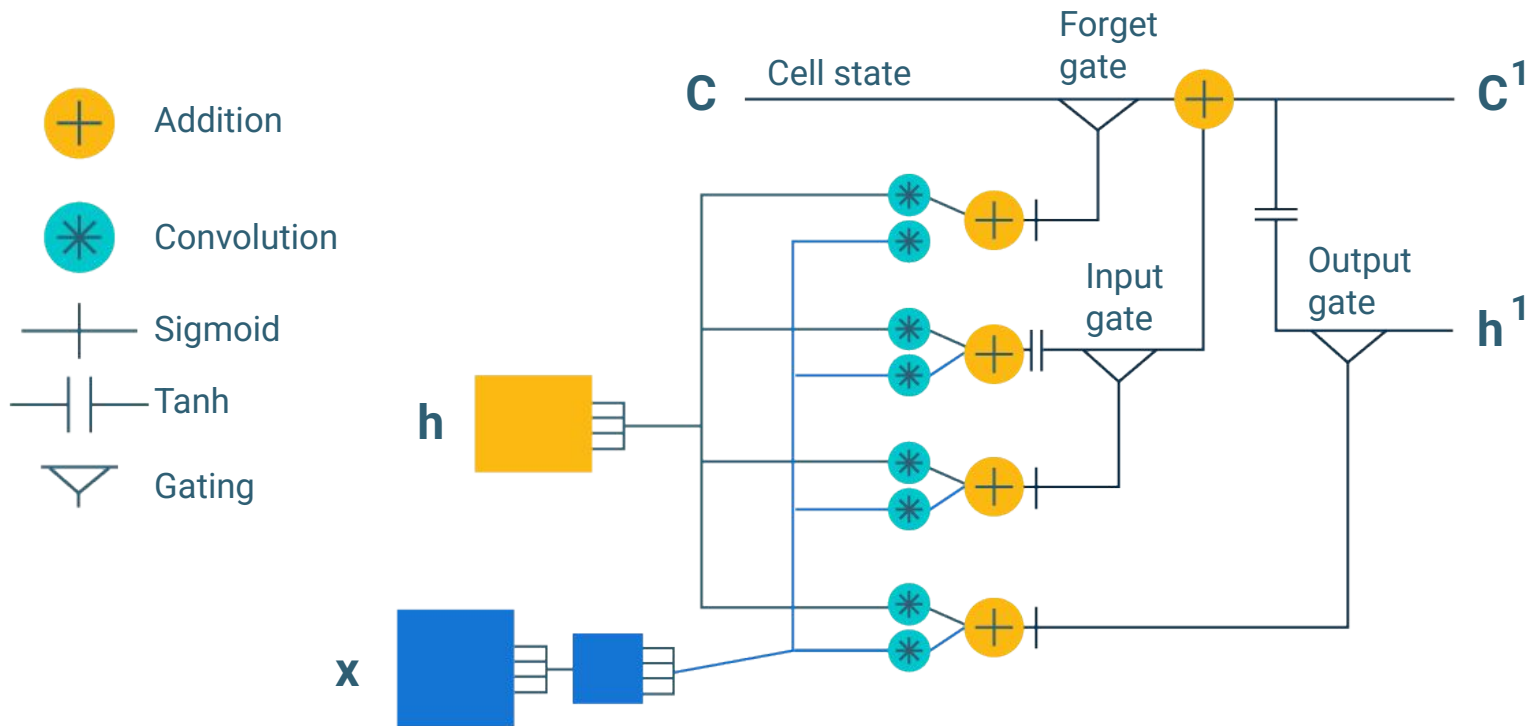 Addition
Convolution
Sigmoid
Tanh
Gating
C
Cell state
Forget
gate
C¹
Input
gate
Output
gate
h¹
h
x